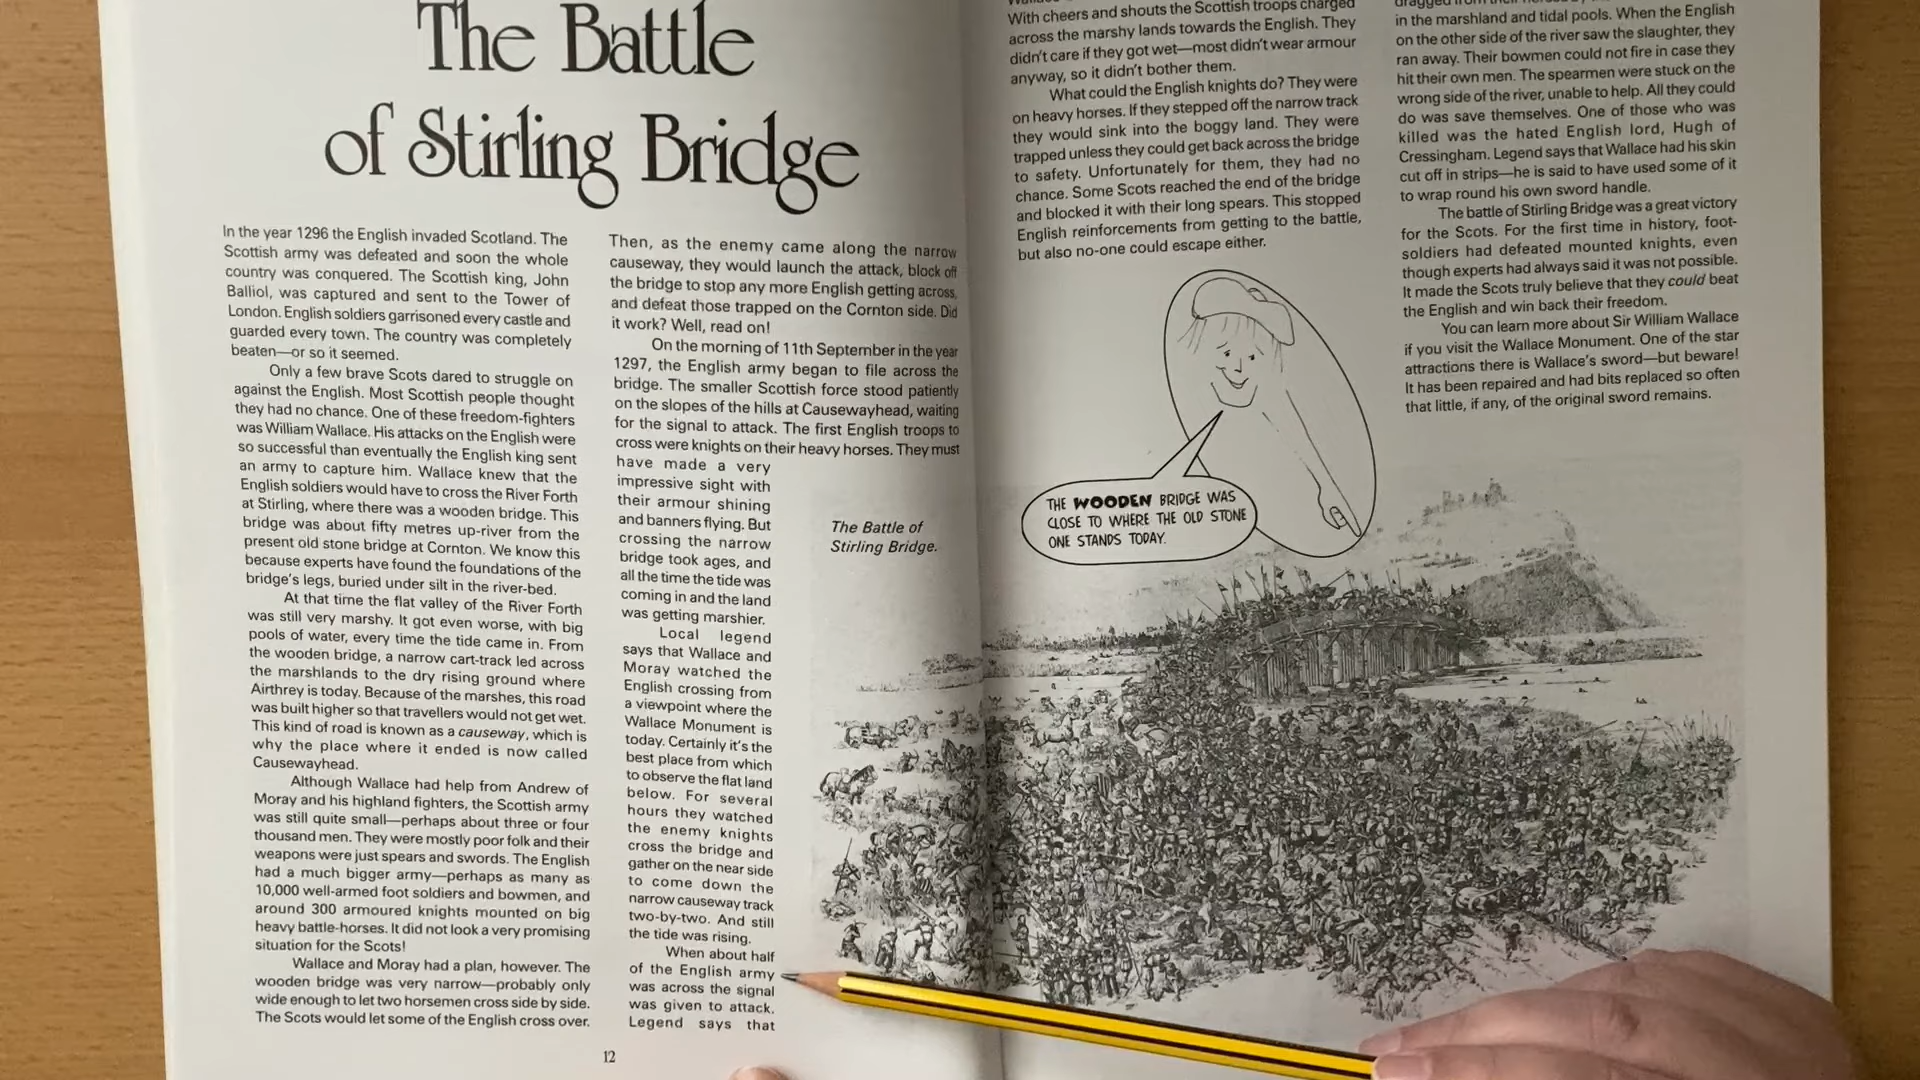 The Battle
of Stirling Bridge
In the year 1296 the English invaded Scotland. The
Scottish army was defeated and soon the whole
country was conquered. The Scottish king, John
Balliol, was captured and sent to the Tower of
London. English soldiers garrisoned every castle and
guarded every town. The country was completely
beaten—or so it seemed.
Only a few brave Scots dared to struggle on
against the English. Most Scottish people thought
they had no chance. One of these freedom-fighters
was William Wallace. His attacks on the English were
so successful than eventually the English king sent
an army to capture him. Wallace knew that the
English soldiers would have to cross the River Forth
at Stirling, where there was a wooden bridge. This
bridge was about fifty metres up-river from the
present old stone bridge at Cornton. We know this
because experts have found the foundations of the
bridge's legs, buried under silt in the river-bed.
At that time the flat valley of the River Forth
was still very marshy. It got even worse, with big
pools of water, every time the tide came in. From
the wooden bridge, a narrow cart-track led across
the marshlands to the dry rising ground where
Airthrey is today. Because of the marshes, this road
was built higher so that travellers would not get wet.
This kind of road is known as a causeway, which is
why the place where it ended is now called
Causewayhead.
Although Wallace had help from Andrew of
Moray and his highland fighters, the Scottish army
was still quite small—perhaps about three or four
thousand men. They were mostly poor folk and their
weapons were just spears and swords. The English
had a much bigger army—perhaps as many as
10,000 well-armed foot soldiers and bowmen, and
around 300 armoured knights mounted on big
heavy battle-horses. It did not look a very promising
situation for the Scots!
Wallace and Moray had a plan, however. The
wooden bridge was very narrow—probably only
wide enough to let two horsemen cross side by side.
The Scots would let some of the English cross over.
Then, as the enemy came along the narrow
causeway, they would launch the attack, block off
the bridge to stop any more English getting across,
and defeat those trapped on the Cornton side. Did
it work? Well, read on!
On the morning of 11th September in the year
1297, the English army began to file across the
bridge. The smaller Scottish force stood patiently
on the slopes of the hills at Causewayhead, waiting
for the signal to attack. The first English troops to
cross were knights on their heavy horses. They must
have made a very
impressive sight with
their armour shining
and banners flying. But
crossing the narrow
bridge took ages, and
all the time the tide was
coming in and the land
was getting marshier.
Local legend
says that Wallace and
Moray watched the
English crossing from
a viewpoint where the
Wallace Monument is
today. Certainly it's the
best place from which
to observe the flat land
below. For several
hours they watched
the enemy knights
cross the bridge and
gather on the near side
to come down the
narrow causeway track
two-by-two. And still
the tide was rising.
When about half
of the English army
was across the signal
was given to attack.
Legend says that
12
The Battle of
Stirling Bridge.
With cheers and shouts the Scottish troops charged
across the marshy lands towards the English. They
didn't care if they got wet—most didn't wear armour
anyway, so it didn't bother them.
What could the English knights do? They were
on heavy horses. If they stepped off the narrow track
they would sink into the boggy land. They were
trapped unless they could get back across the bridge
to safety. Unfortunately for them, they had no
chance. Some Scots reached the end of the bridge
and blocked it with their long spears. This stopped
English reinforcements from getting to the battle,
but also no-one could escape either.
THE WOODEN BRIDGE WAS
CLOSE TO WHERE THE OLD STONE
ONE STANDS TODAY.
in the marshland and tidal pools. When the English
on the other side of the river saw the slaughter, they
ran away. Their bowmen could not fire in case they
hit their own men. The spearmen were stuck on the
wrong side of the river, unable to help. All they could
do was save themselves. One of those who was
killed was the hated English lord, Hugh of
Cressingham. Legend says that Wallace had his skin
cut off in strips—he is said to have used some of it
to wrap round his own sword handle.
The battle of Stirling Bridge was a great victory
for the Scots. For the first time in history, foot-
soldiers had defeated mounted knights, even
though experts had always said it was not possible.
It made the Scots truly believe that they could beat
the English and win back their freedom.
You can learn more about Sir William Wallace
if you visit the Wallace Monument. One of the star
attractions there is Wallace's sword—but beware!
It has been repaired and had bits replaced so often
that little, if any, of the original sword remains.